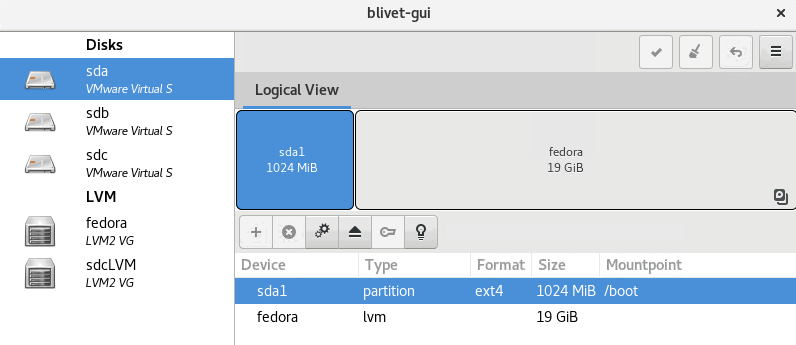 blivet-gui
Disks
sda
VMware Virtual S
sdb
VMware Virtual S
sdc
VMware Virtual S
LVM
fedora
LVM2 VG
sdcLVM
LVM2 VG
Logical View
sda1
1024 MiB
fedora
19 GiB
Device Type Format Size Mountpoint
sda1 partition ext4 1024 MiB /boot
fedora lvm 19 GiB